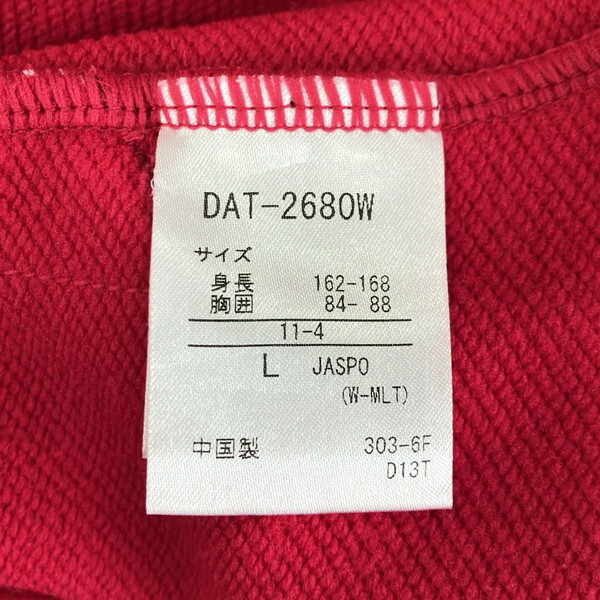 DAT-2680W
サイズ
身長 162-168
胸囲 84- 88
11-4
L JASPO
(W-MLT)
中国製 303-6F
D13T